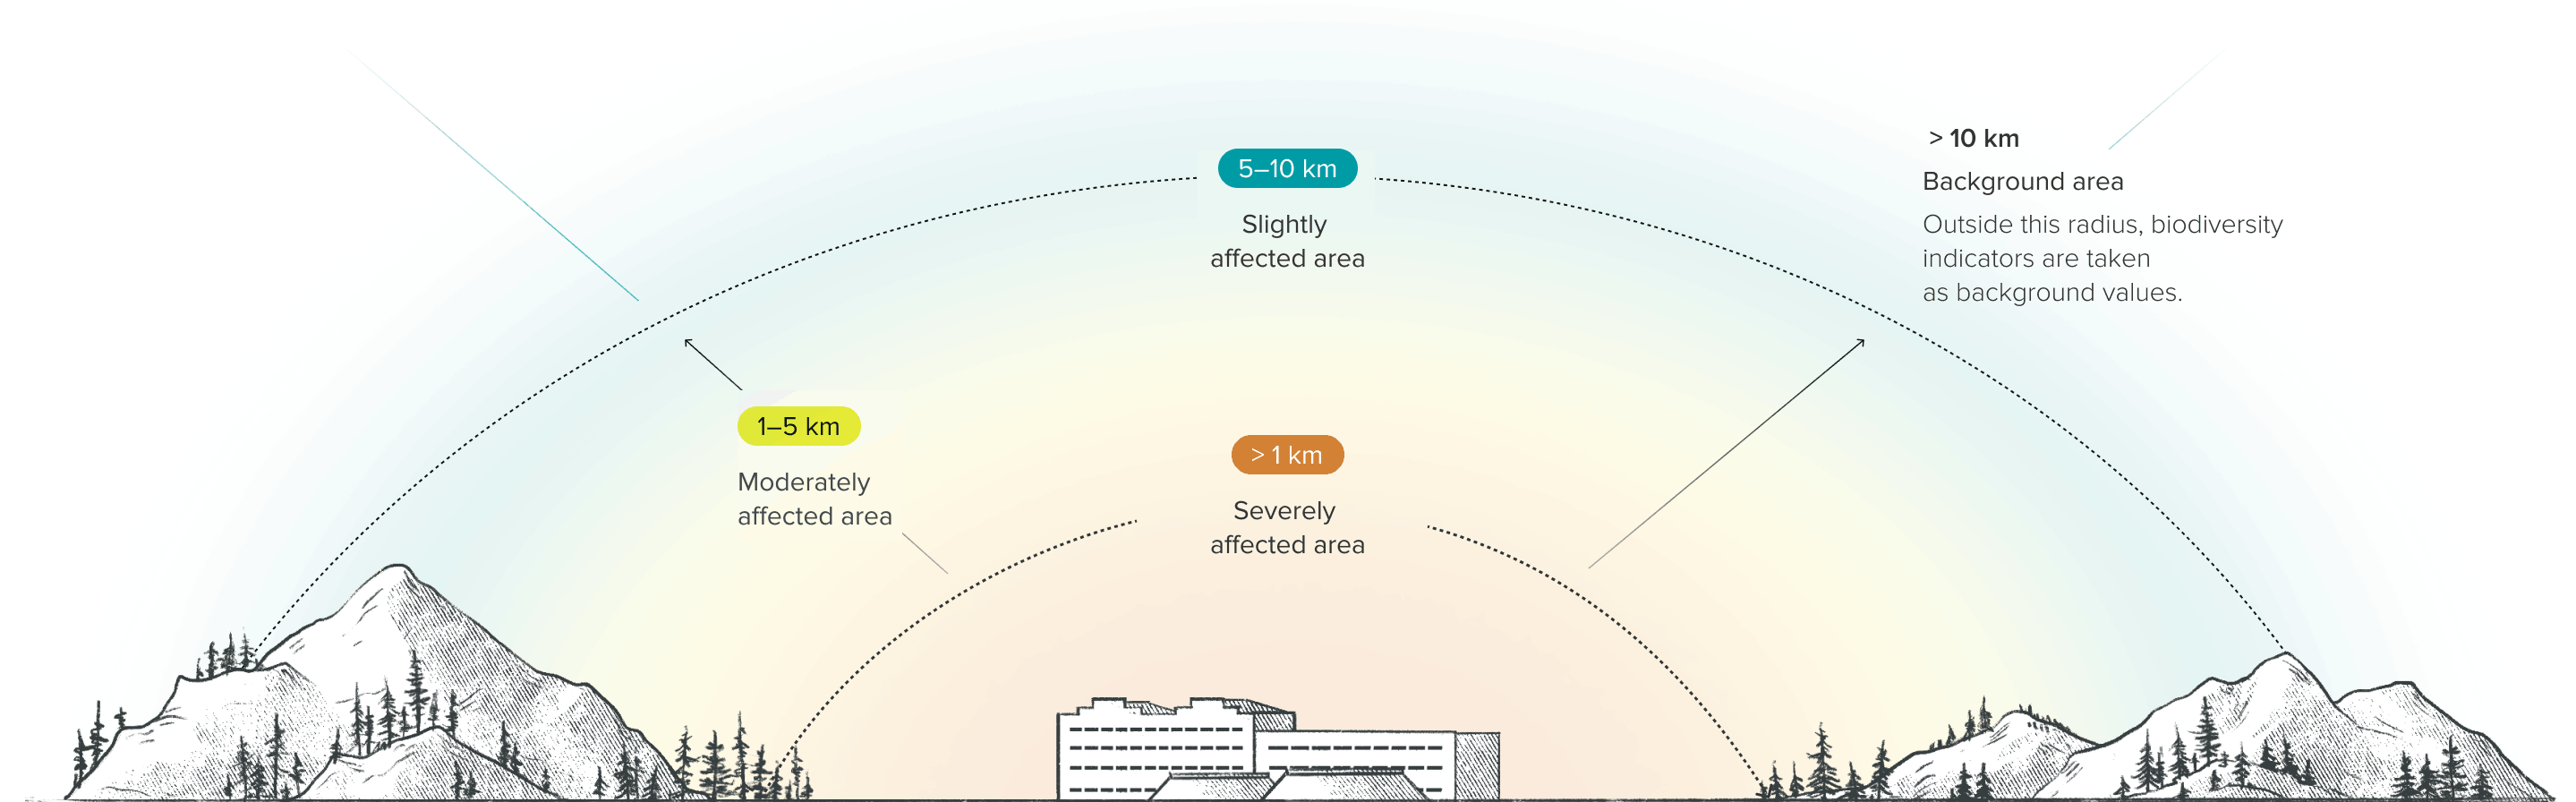 5–10 km
Slightly
affected area
> 10 km
Background area
Outside this radius, biodiversity
indicators are taken
as background values.
1–5 km
Moderately
affected area
> 1 km
Severely
affected area